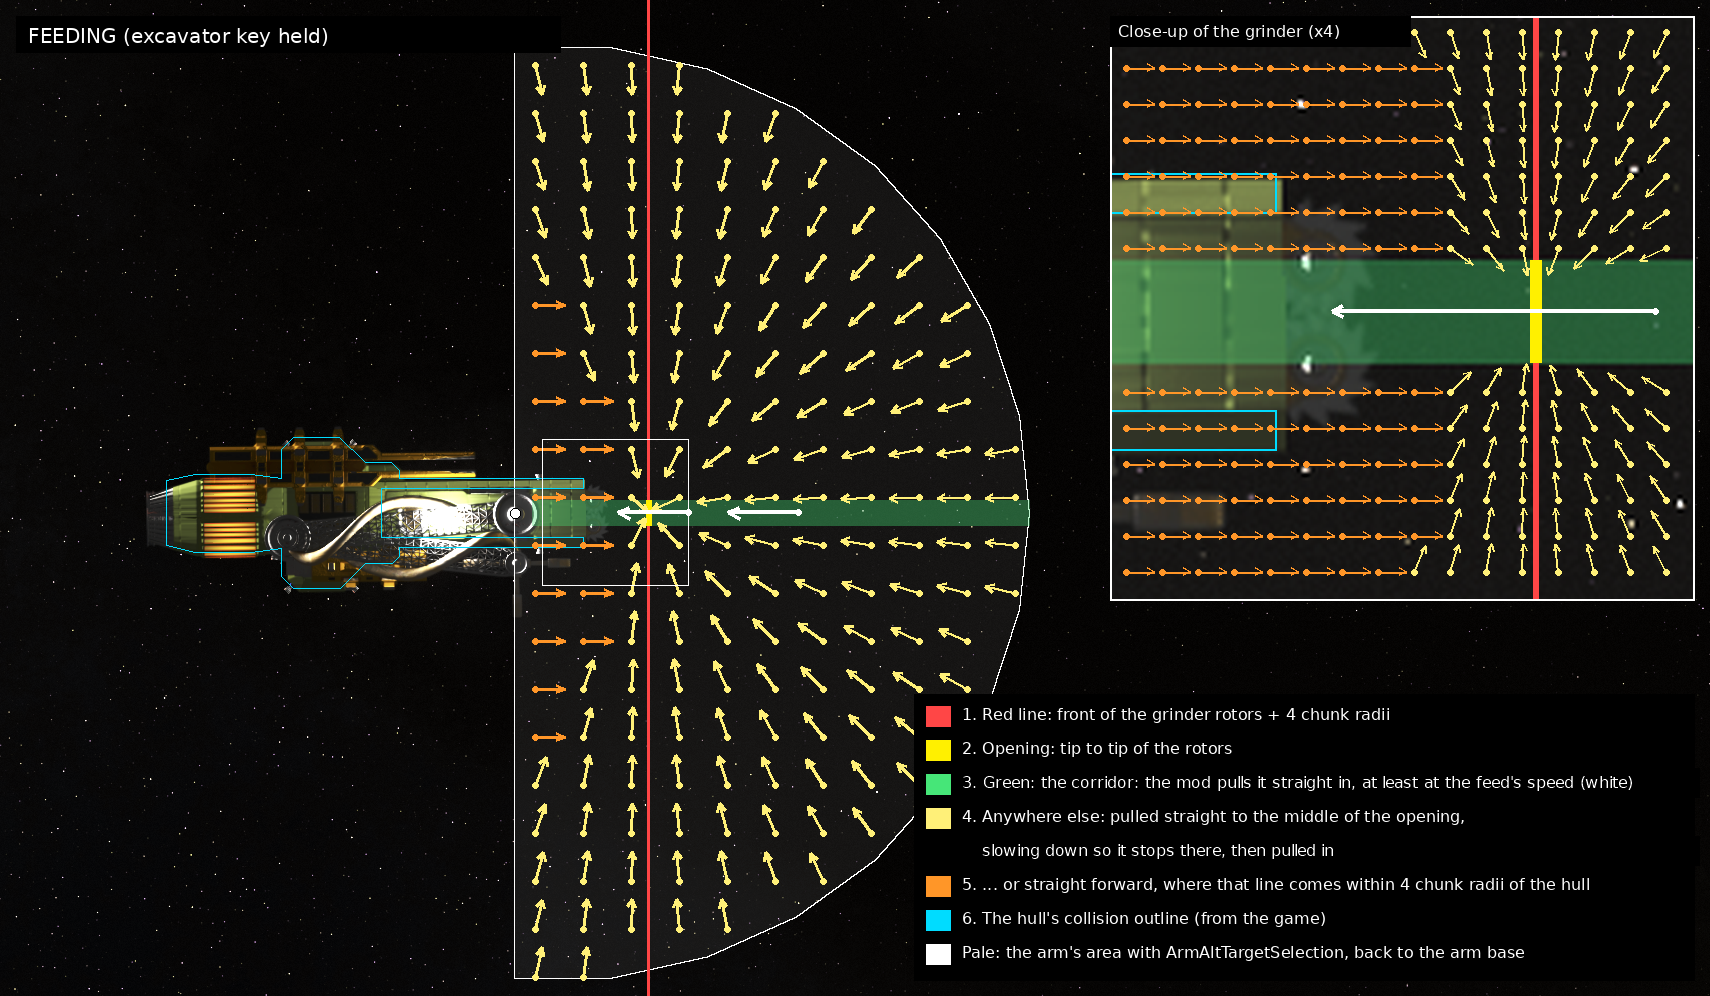 FEEDING (excavator key held)
Close-up of the grinder (x4)
1. Red line: front of the grinder rotors + 4 chunk radii
2. Opening: tip to tip of the rotors
3. Green: the corridor: the mod pulls it straight in, at least at the feed's speed (white)
4. Anywhere else: pulled straight to the middle of the opening,
slowing down so it stops there, then pulled in
5. ... or straight forward, where that line comes within 4 chunk radii of the hull
6. The hull's collision outline (from the game)
Pale: the arm's area with ArmAltTargetSelection, back to the arm base